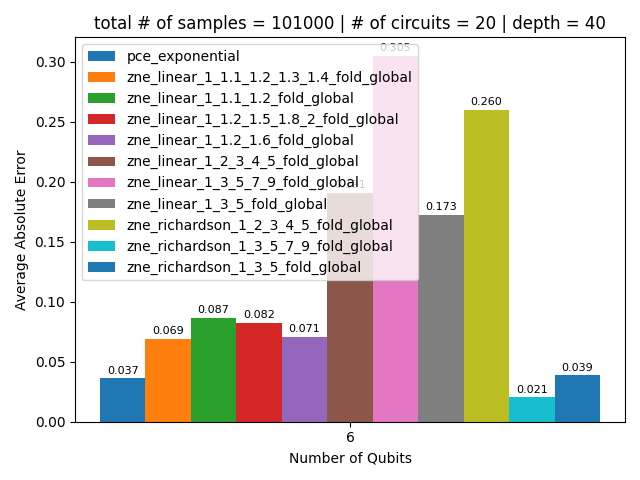 total # of samples = 101000 | # of circuits = 20 | depth = 40
Average Absolute Error
0.30
0.25
0.20
0.15
0.10
0.05
0.00
pce_exponential
zne_linear_1_1.1_1.2_1.3_1.4_fold_global
zne_linear_1_1.1_1.2_fold_global
zne_linear_1_1.2_1.5_1.8_2_fold_global
zne_linear_1_1.2_1.6_fold_global
zne_linear_1_2_3_4_5_fold_global
zne_linear_1_3_5_7_9_fold_global
zne_linear_1_3_5_fold_global
zne_richardson_1_2_3_4_5_fold_global
zne_richardson_1_3_5_7_9_fold_global
zne_richardson_1_3_5_fold_global
0.037
0.069
0.087
0.082
0.071
0.305
0.173
0.260
0.021
0.039
6
Number of Qubits